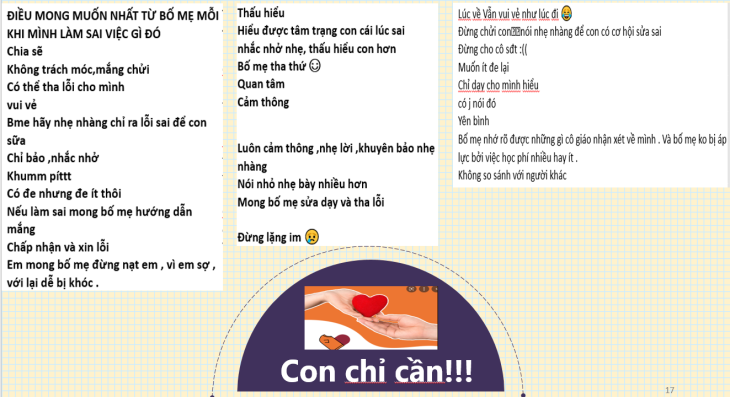 ĐIỀU MONG MUỐN NHẤT TỪ BỐ MẸ MỖI
KHI MÌNH LÀM SAI VIỆC GÌ ĐÓ
Chia sẽ
Không trách móc,mắng chửi
Có thể tha lỗi cho mình
vui vẻ
Bme hãy nhẹ nhàng chỉ ra lỗi sai để con
sữa
Chỉ bảo ,nhắc nhở
Khumm píttt
Có đe nhưng đe ít thôi
Nếu làm sai mong bố mẹ hướng dẫn
mắng
Chấp nhận và xin lỗi
Em mong bố mẹ đừng nạt em , vì em sợ ,
với lại dễ bị khóc .
Thấu hiểu
Hiểu được tâm trạng con cái lúc sai
nhắc nhở nhẹ, thấu hiểu con hơn
Bố mẹ tha thứ ☺
Quan tâm
Cảm thông
Luôn cảm thông ,nhẹ lời ,khuyên bảo nhẹ
nhàng
Nói nhỏ nhẹ bày nhiều hơn
Mong bố mẹ sửa dạy và tha lỗi
Đừng lặng im 😢
Lúc về Vẫn vui vẻ như lúc đi 😂
Đừng chửi con nói nhẹ nhàng để con có cơ hội sửa sai
Đừng cho cô sđt :((
Muốn ít đe lại
Chỉ dạy cho mình hiểu
có j nói đó
Yên bình
Bố mẹ nhớ rõ được những gì cô giáo nhận xét về mình . Và bố mẹ ko bị áp
lực bởi việc học phí nhiều hay ít .
Không so sánh với người khác
Con chỉ cần!!!
17